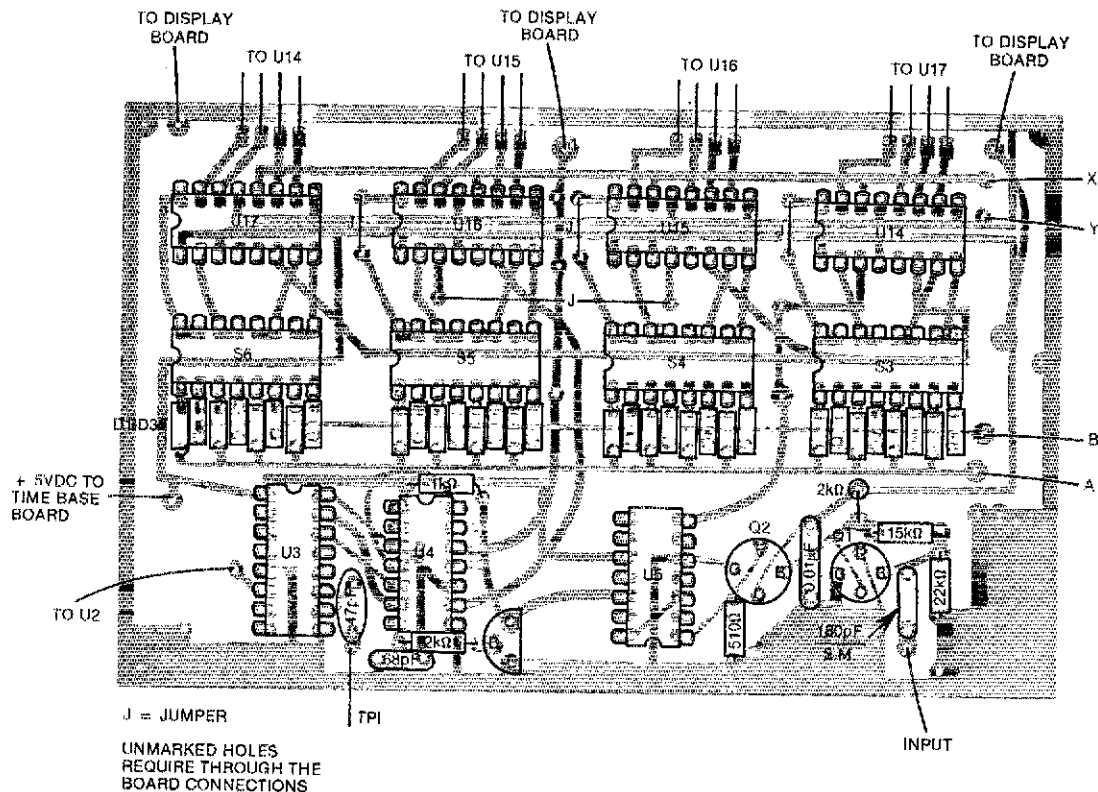 TO DISPLAY
BOARD
TO DISPLAY
BOARD
TO DISPLAY
BOARD
TO U14
TO U15
TO U16
TO U17
X
Y
U17
U16
U15
U14
J
J
J
J
S6
S5
S4
S3
B
A
+ 5VDC TO
TIME BASE
BOARD
1kΩ
2kΩ
U3
U4
U5
Q2
0.01µF
15kΩ
22kΩ
TO U2
510Ω
180pF
S.M.
2kΩ
68pF
J = JUMPER
TPI
INPUT
UNMARKED HOLES
REQUIRE THROUGH THE
BOARD CONNECTIONS